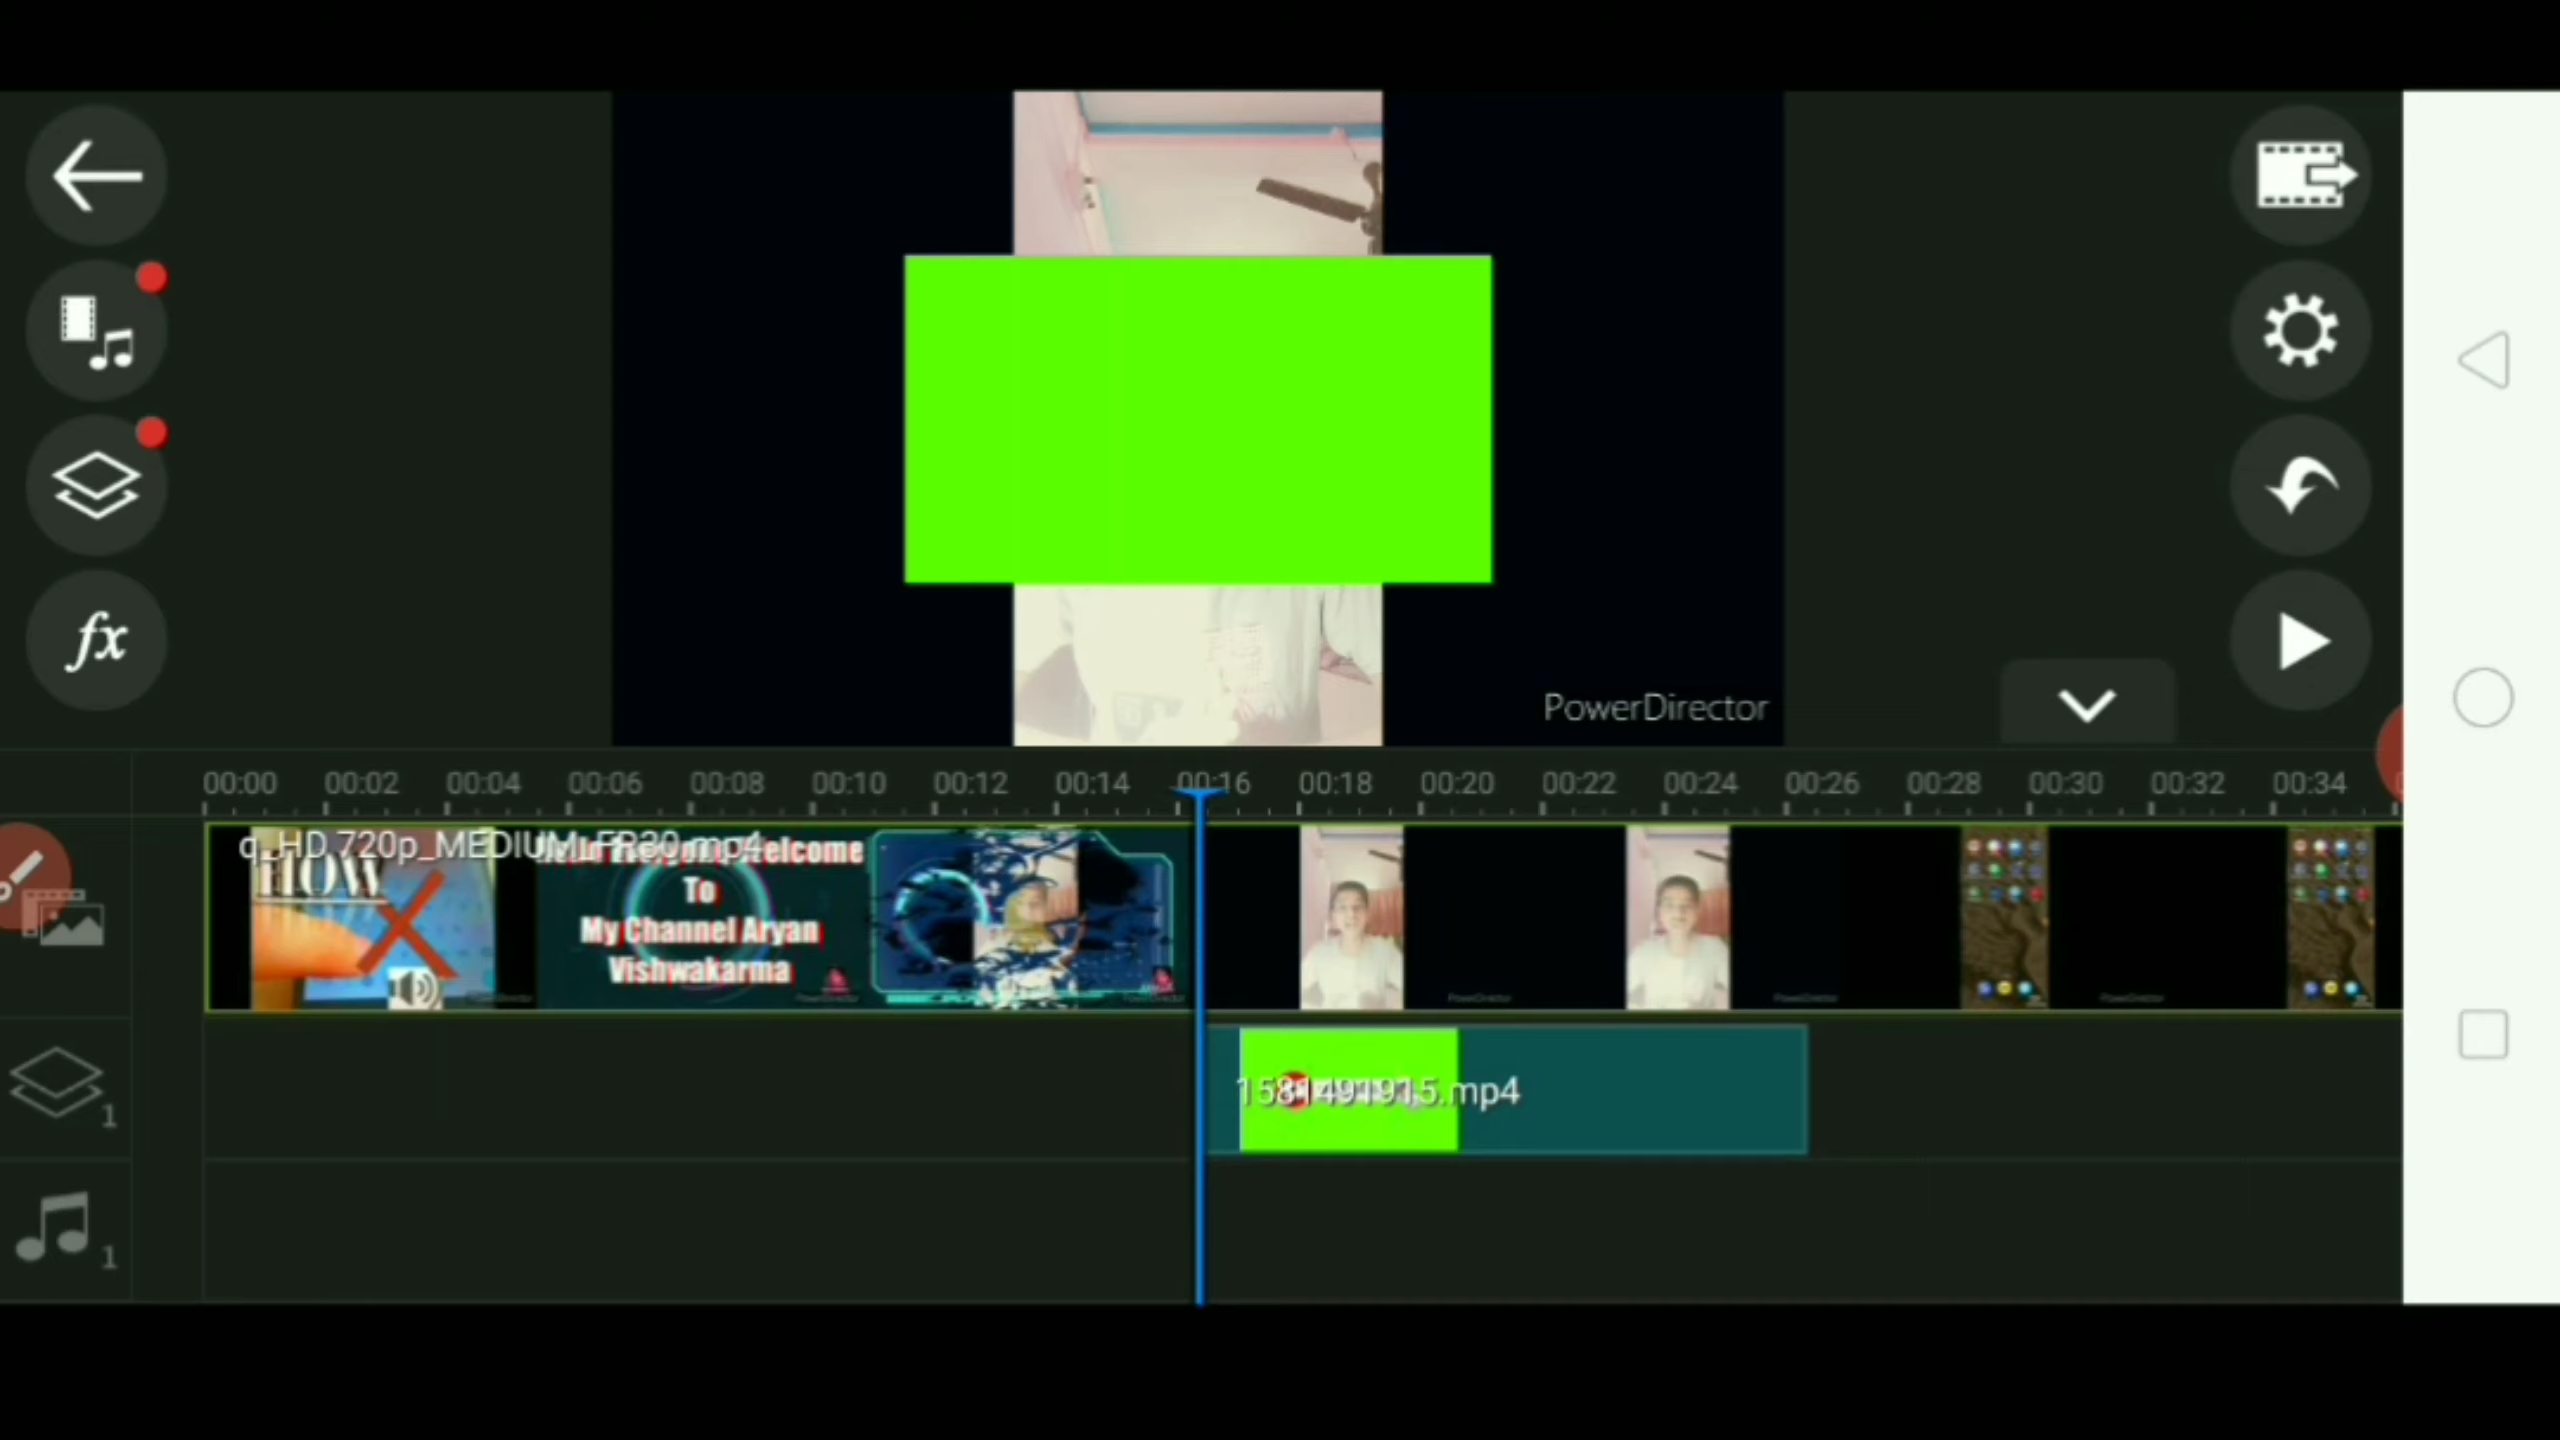 PowerDirector
00:00 00:02 00:04 00:06 00:08 00:10 00:12 00:14 00:16 00:18 00:20 00:22 00:24 00:26 00:28 00:30 00:32 00:34
q_HD,720p_MEDIUM_FR30.mp4
HOW
Welcome
To
My Channel Aryan
Vishwakarma
1581491915.mp4
1
1
fx